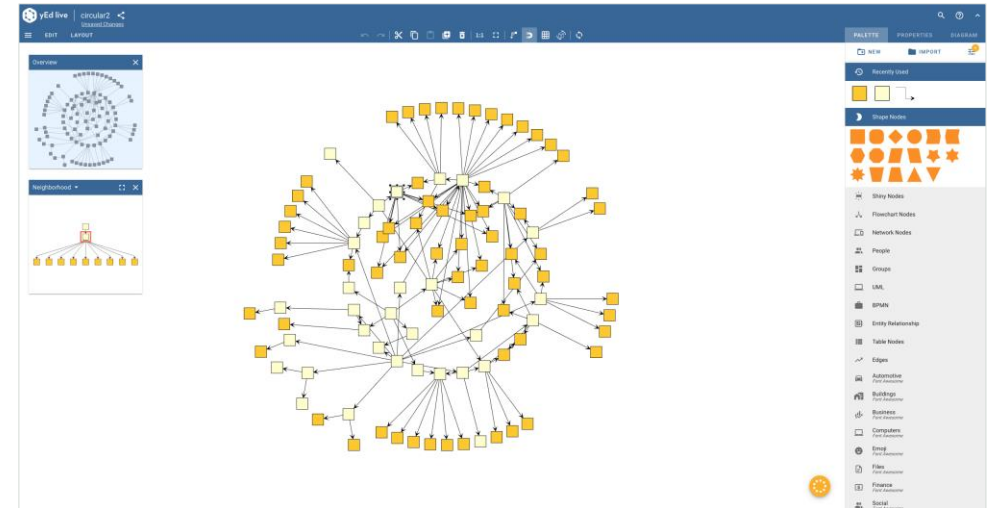 yEd live
circular2
Unsaved Changes
EDIT
LAYOUT
1:1
PALETTE
PROPERTIES
DIAGRAM
NEW
IMPORT
Overview
Neighborhood
Recently Used
Shape Nodes
Shiny Nodes
Flowchart Nodes
Network Nodes
People
Groups
UML
BPMN
Entity Relationship
Table Nodes
Edges
Automotive
Font Awesome
Buildings
Font Awesome
Business
Font Awesome
Computers
Font Awesome
Emoji
Font Awesome
Files
Font Awesome
Finance
Font Awesome
Social